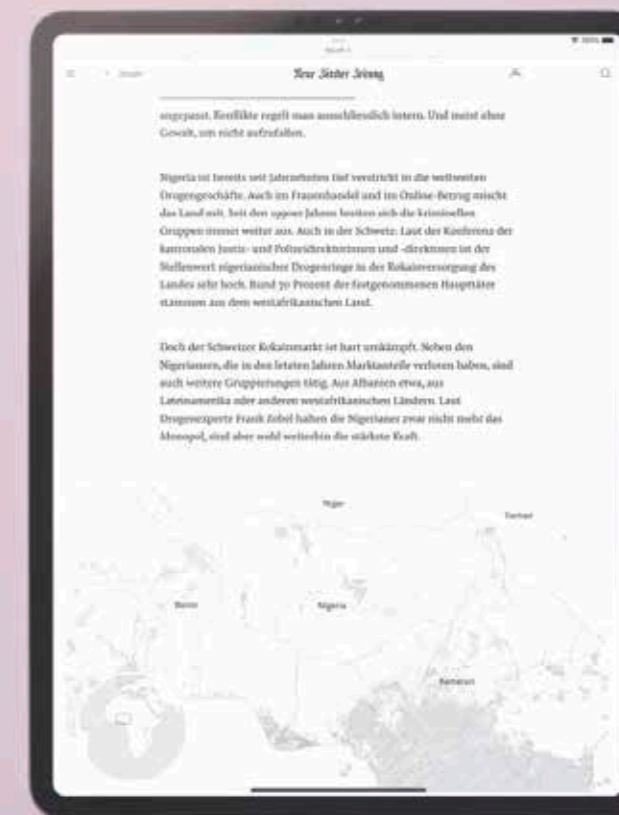 100%
Neue Zürcher Zeitung
angepasst. Konflikte regelt man ausschliesslich intern. Und meist ohne
Gewalt, um nicht aufzufallen.
Nigeria ist bereits seit Jahrzehnten tief verstrickt in die weltweiten
Drogengeschäfte. Auch im Frauenhandel und im Online-Betrug mischt
das Land mit. Seit den 1990er Jahren breiten sich die kriminellen
Gruppen immer weiter aus. Auch in der Schweiz: Laut der Konferenz der
kantonalen Justiz- und Polizeidirektorinnen und -direktoren ist der
Stellenwert nigerianischer Drogenringe in der Kokainversorgung des
Landes sehr hoch. Rund 70 Prozent der festgenommenen Haupttäter
stammen aus dem westafrikanischen Land.
Doch der Schweizer Kokainmarkt ist hart umkämpft. Neben den
Nigerianern, die in den letzten Jahren Marktanteile verloren haben, sind
auch weitere Gruppierungen tätig. Aus Albanien etwa, aus
Lateinamerika oder anderen westafrikanischen Ländern. Laut
Drogenexperte Frank Zobel halten die Nigerianer zwar nicht mehr das
Monopol, sind aber wohl weiterhin die stärkste Kraft.
Niger
Tschad
Benin
Nigeria
Kamerun